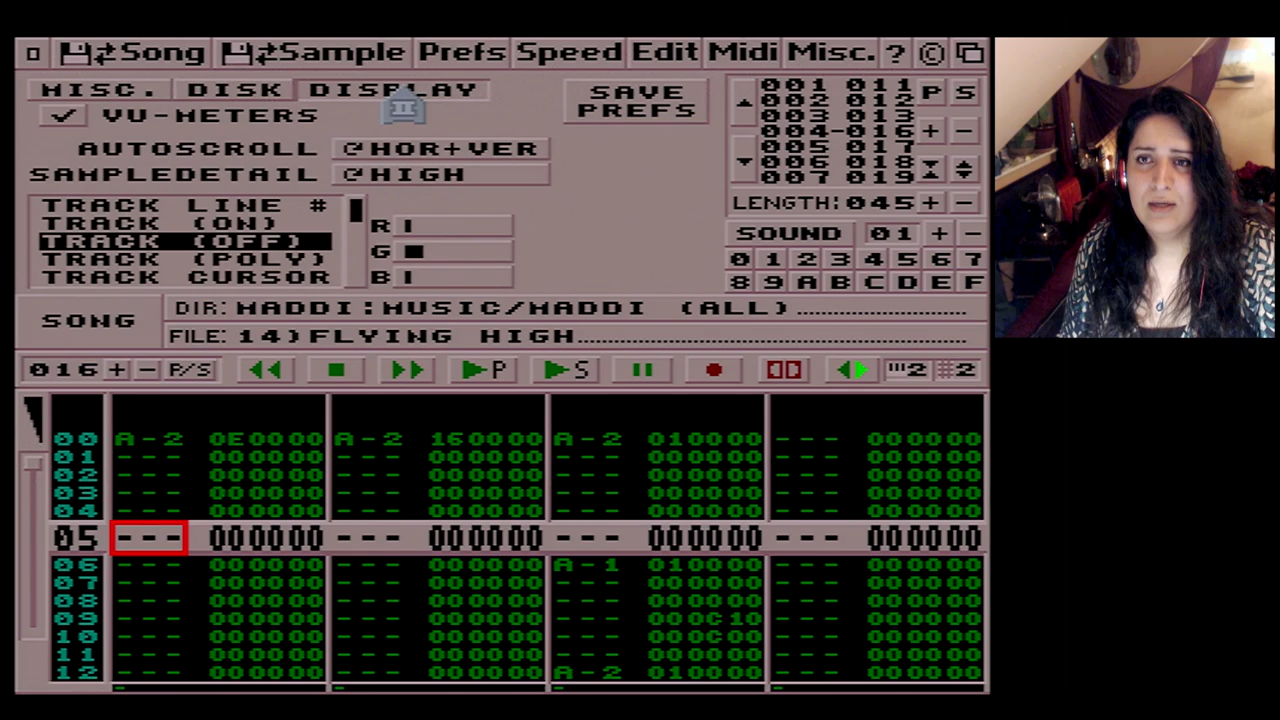 Song Sample Prefs Speed Edit Midi Misc. ? ©
MISC. DISK DISPLAY
SAVE PREFS
VU-METERS
AUTOSCROLL HOR+VER
SAMPLEDETAIL HIGH
TRACK LINE #
TRACK (ON)
TRACK (OFF)
TRACK (POLY)
TRACK CURSOR
R
G
B
001 011 P S
002 012
003 013
004-016 + -
005 017
006 018
007 019
LENGTH:045 + -
SOUND 01 + -
0 1 2 3 4 5 6 7
8 9 A B C D E F
SONG
DIR: MADDI:MUSIC/MADDI (ALL)
FILE: 14)FLYING HIGH
016 + - P/S P S 2 2
00 A-2 0E0000 A-2 160000 A-2 010000 --- 000000
01 --- 000000 --- 000000 --- 000000 --- 000000
02 --- 000000 --- 000000 --- 000000 --- 000000
03 --- 000000 --- 000000 --- 000000 --- 000000
04 --- 000000 --- 000000 --- 000000 --- 000000
05 --- 000000 --- 000000 --- 000000 --- 000000
06 --- 000000 --- 000000 A-1 010000 --- 000000
07 --- 000000 --- 000000 --- 000000 --- 000000
08 --- 000000 --- 000000 --- 000000 --- 000000
09 --- 000000 --- 000000 --- 000C10 --- 000000
10 --- 000000 --- 000000 --- 000C00 --- 000000
11 --- 000000 --- 000000 --- 000000 --- 000000
12 --- 000000 --- 000000 A-2 010000 --- 000000